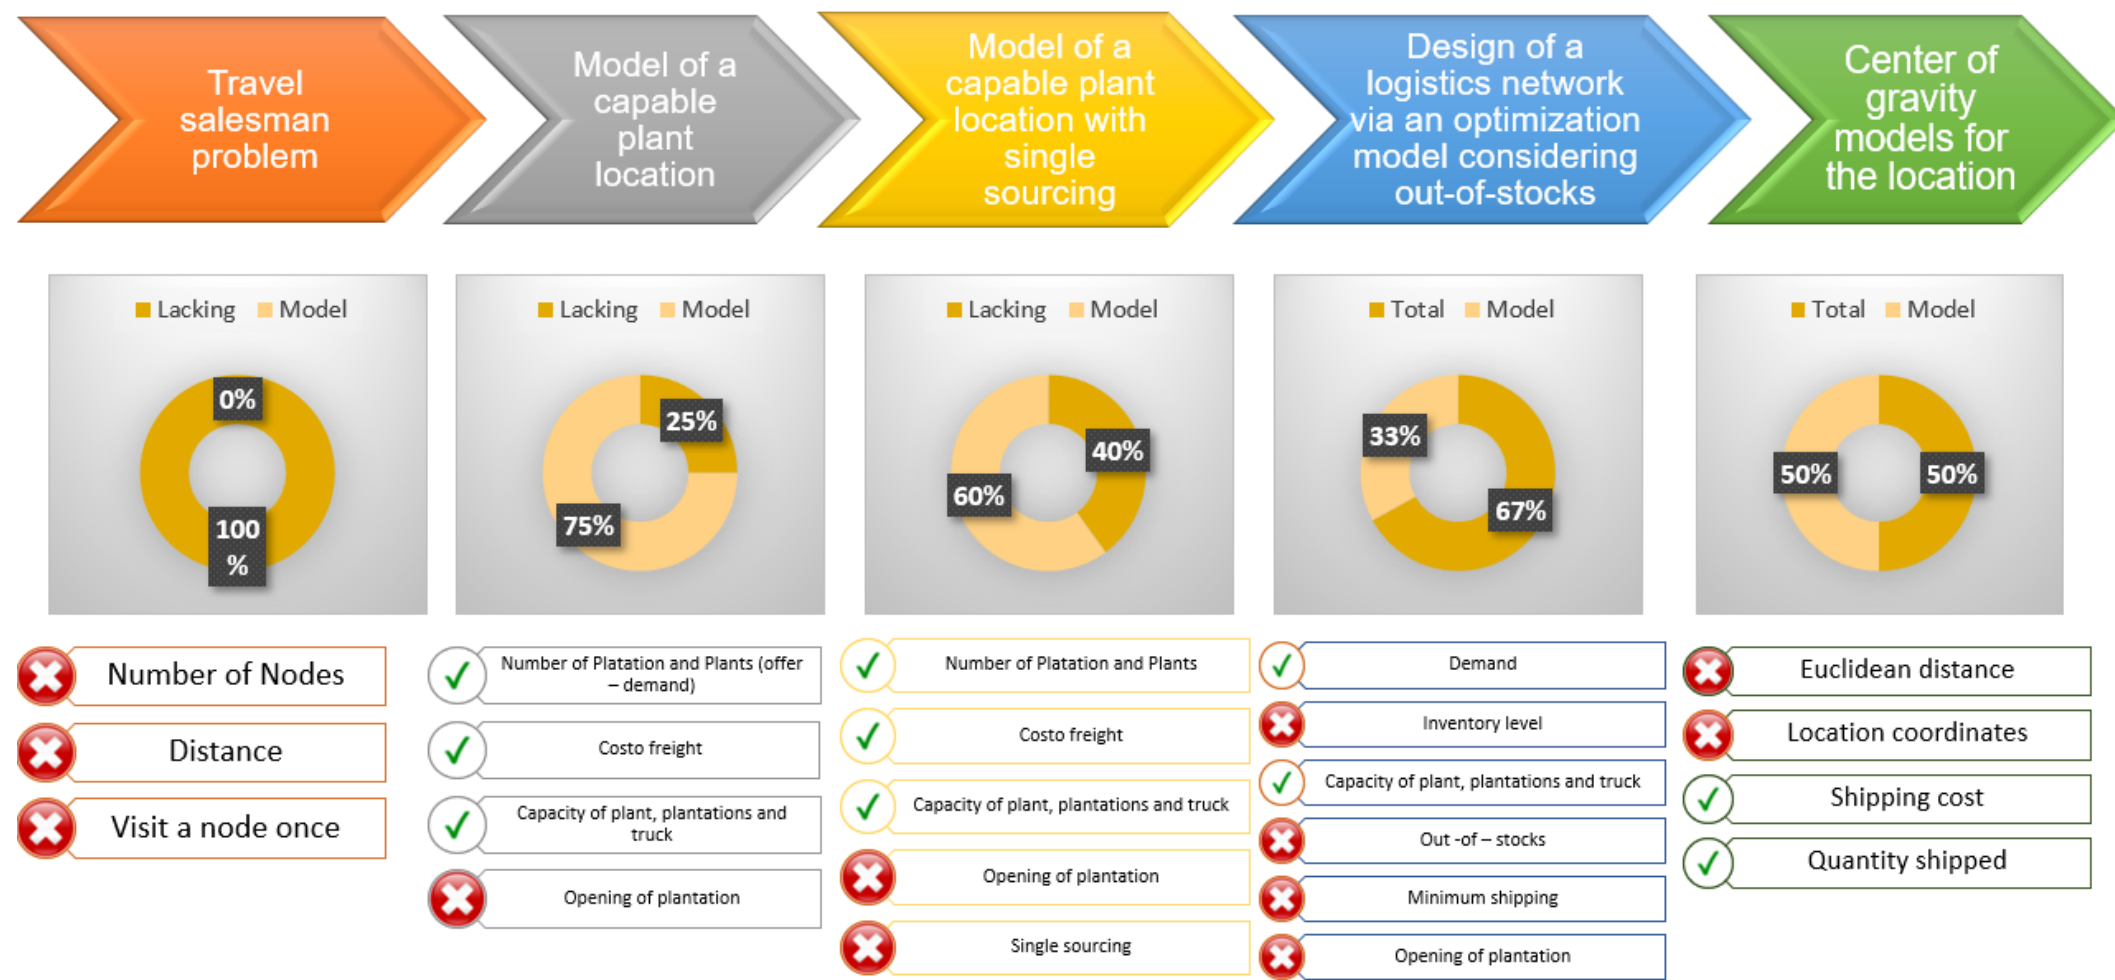 Travel
salesman
problem
Model of a
capable
plant
location
Model of a
capable plant
location with
single
sourcing
Design of a
logistics network
via an optimization
model considering
out-of-stocks
Center of
gravity
models for
the location
Lacking Model
0%
100
%
Lacking Model
25%
75%
Lacking Model
40%
60%
Total Model
33%
67%
Total Model
50%
50%
Number of Nodes
Distance
Visit a node once
Number of Platation and Plants (offer
– demand)
Costo freight
Capacity of plant, plantations and
truck
Opening of plantation
Number of Platation and Plants
Costo freight
Capacity of plant, plantations and truck
Opening of plantation
Single sourcing
Demand
Inventory level
Capacity of plant, plantations and truck
Out -of – stocks
Minimum shipping
Opening of plantation
Euclidean distance
Location coordinates
Shipping cost
Quantity shipped